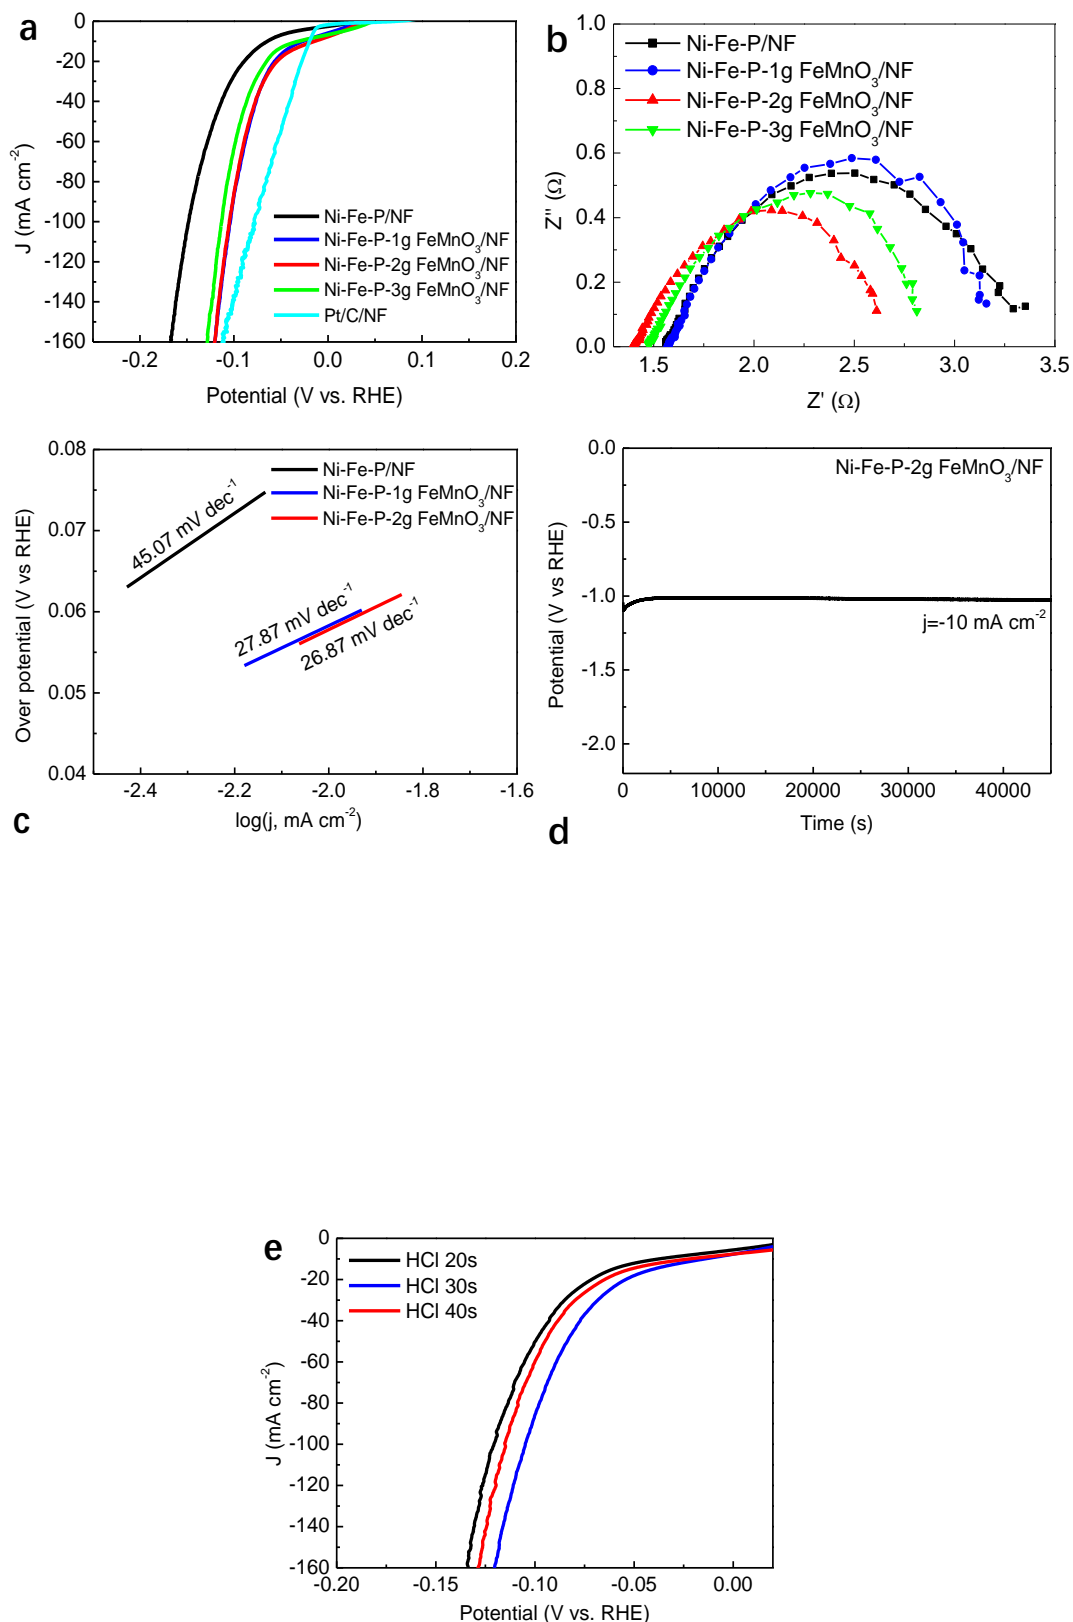 a
0
-20
-40
-60
-80
-100
-120
-140
-160
J (mA cm⁻²)
Ni-Fe-P/NF
Ni-Fe-P-1g FeMnO₃/NF
Ni-Fe-P-2g FeMnO₃/NF
Ni-Fe-P-3g FeMnO₃/NF
Pt/C/NF
-0.2 -0.1 0.0 0.1 0.2
Potential (V vs. RHE)
b
1.0
0.8
0.6
0.4
0.2
0.0
Z'' (Ω)
Ni-Fe-P/NF
Ni-Fe-P-1g FeMnO₃/NF
Ni-Fe-P-2g FeMnO₃/NF
Ni-Fe-P-3g FeMnO₃/NF
1.5 2.0 2.5 3.0 3.5
Z' (Ω)
0.08
0.07
0.06
0.05
0.04
Over potential (V vs RHE)
Ni-Fe-P/NF
Ni-Fe-P-1g FeMnO₃/NF
Ni-Fe-P-2g FeMnO₃/NF
45.07 mV dec⁻¹
27.87 mV dec⁻¹
26.87 mV dec⁻¹
-2.4 -2.2 -2.0 -1.8 -1.6
log(j, mA cm⁻²)
c
0.0
-0.5
-1.0
-1.5
-2.0
Potential (V vs RHE)
Ni-Fe-P-2g FeMnO₃/NF
j=-10 mA cm⁻²
0 10000 20000 30000 40000
Time (s)
d
e
0
-20
-40
-60
-80
-100
-120
-140
-160
J (mA cm⁻²)
HCl 20s
HCl 30s
HCl 40s
-0.20 -0.15 -0.10 -0.05 0.00
Potential (V vs. RHE)